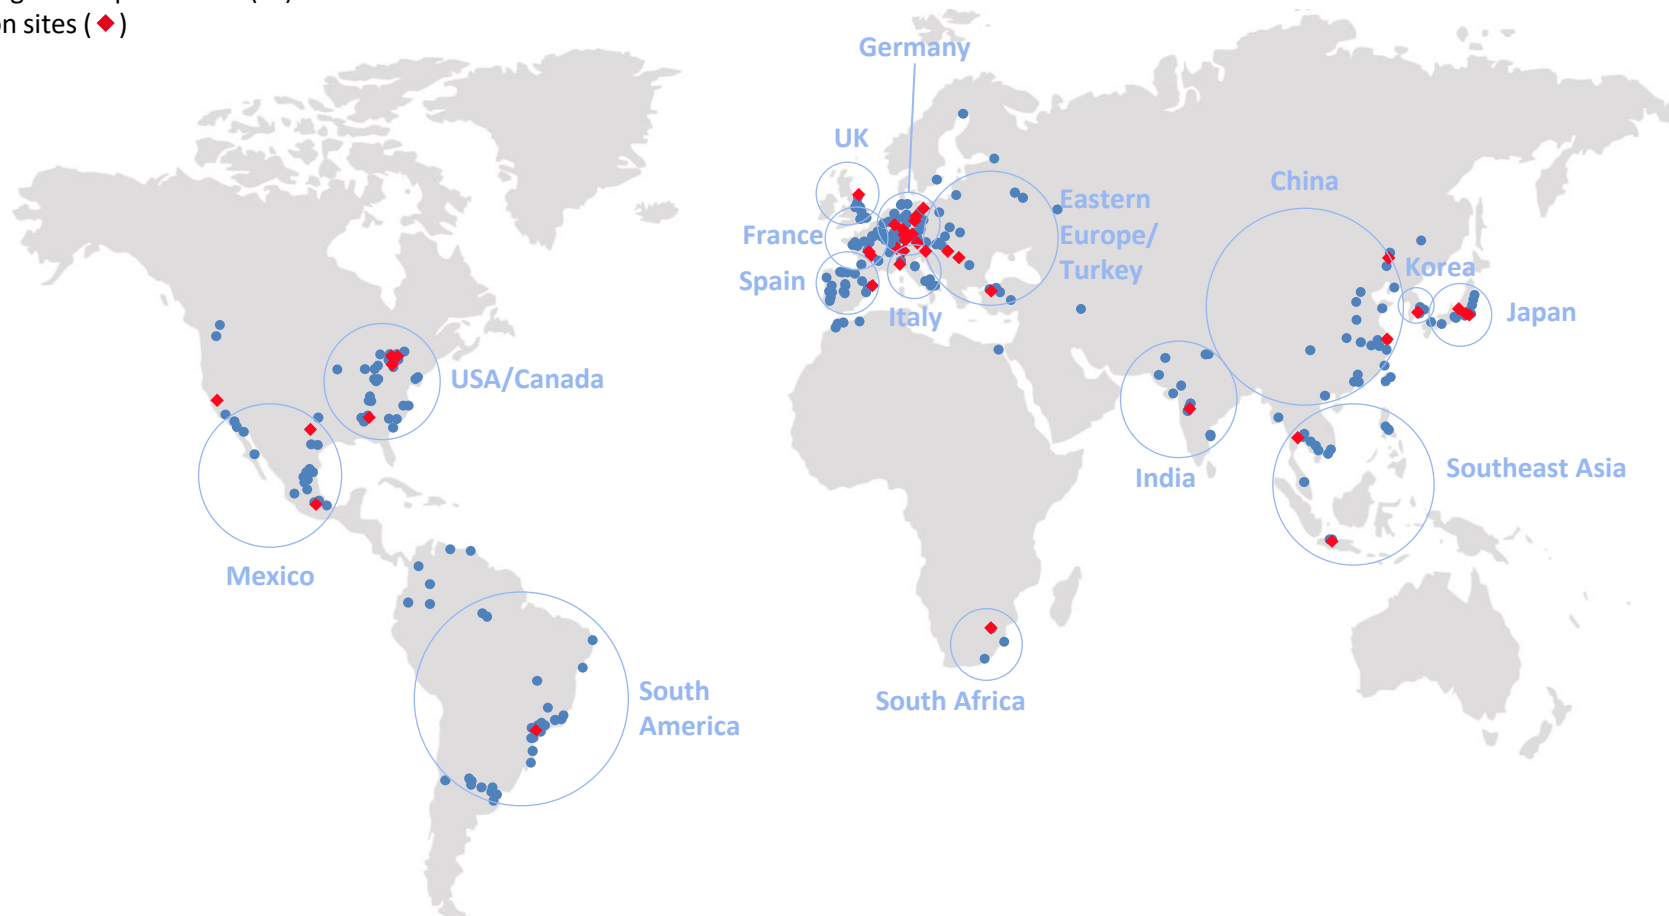 on sites (◆)
Germany
UK
China
Eastern
Europe/
Turkey
France
Korea
Spain
Italy
Japan
USA/Canada
Southeast Asia
India
Mexico
South
America
South Africa